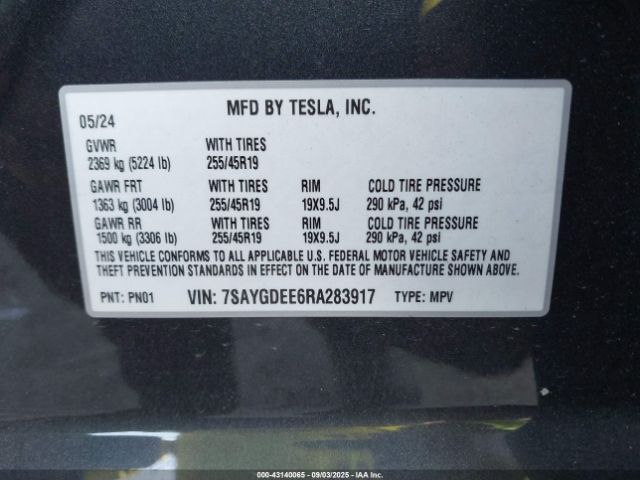 MFD BY TESLA, INC.
05/24
GVWR WITH TIRES
2369 kg (5224 lb) 255/45R19
GAWR FRT WITH TIRES RIM COLD TIRE PRESSURE
1363 kg (3004 lb) 255/45R19 19X9.5J 290 kPa, 42 psi
GAWR RR WITH TIRES RIM COLD TIRE PRESSURE
1500 kg (3306 lb) 255/45R19 19X9.5J 290 kPa, 42 psi
THIS VEHICLE CONFORMS TO ALL APPLICABLE U.S. FEDERAL MOTOR VEHICLE SAFETY AND
THEFT PREVENTION STANDARDS IN EFFECT ON THE DATE OF MANUFACTURE SHOWN ABOVE.
PNT: PN01 VIN: 7SAYGDEE6RA283917 TYPE: MPV
000-43140065 - 09/03/2025 - IAA Inc.